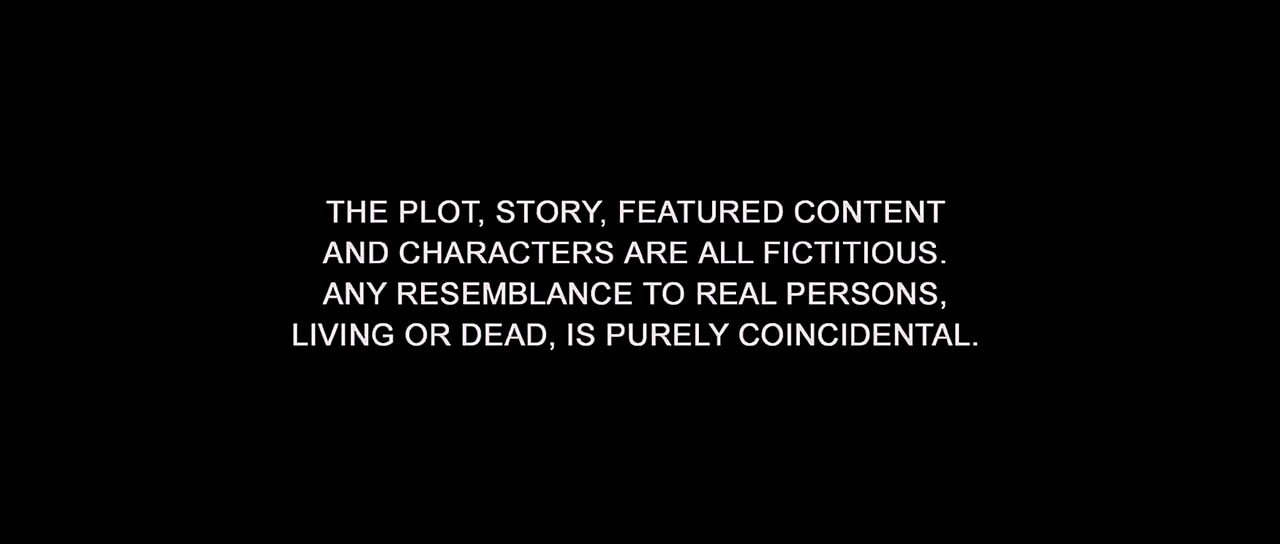 THE PLOT, STORY, FEATURED CONTENT
AND CHARACTERS ARE ALL FICTITIOUS.
ANY RESEMBLANCE TO REAL PERSONS,
LIVING OR DEAD, IS PURELY COINCIDENTAL.